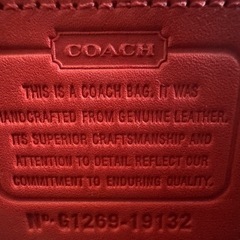 COACH
THIS IS A COACH BAG. IT WAS
HANDCRAFTED FROM GENUINE LEATHER.
ITS SUPERIOR CRAFTSMANSHIP AND
ATTENTION TO DETAIL REFLECT OUR
COMMITMENT TO ENDURING QUALITY.
Nº G1269-19132